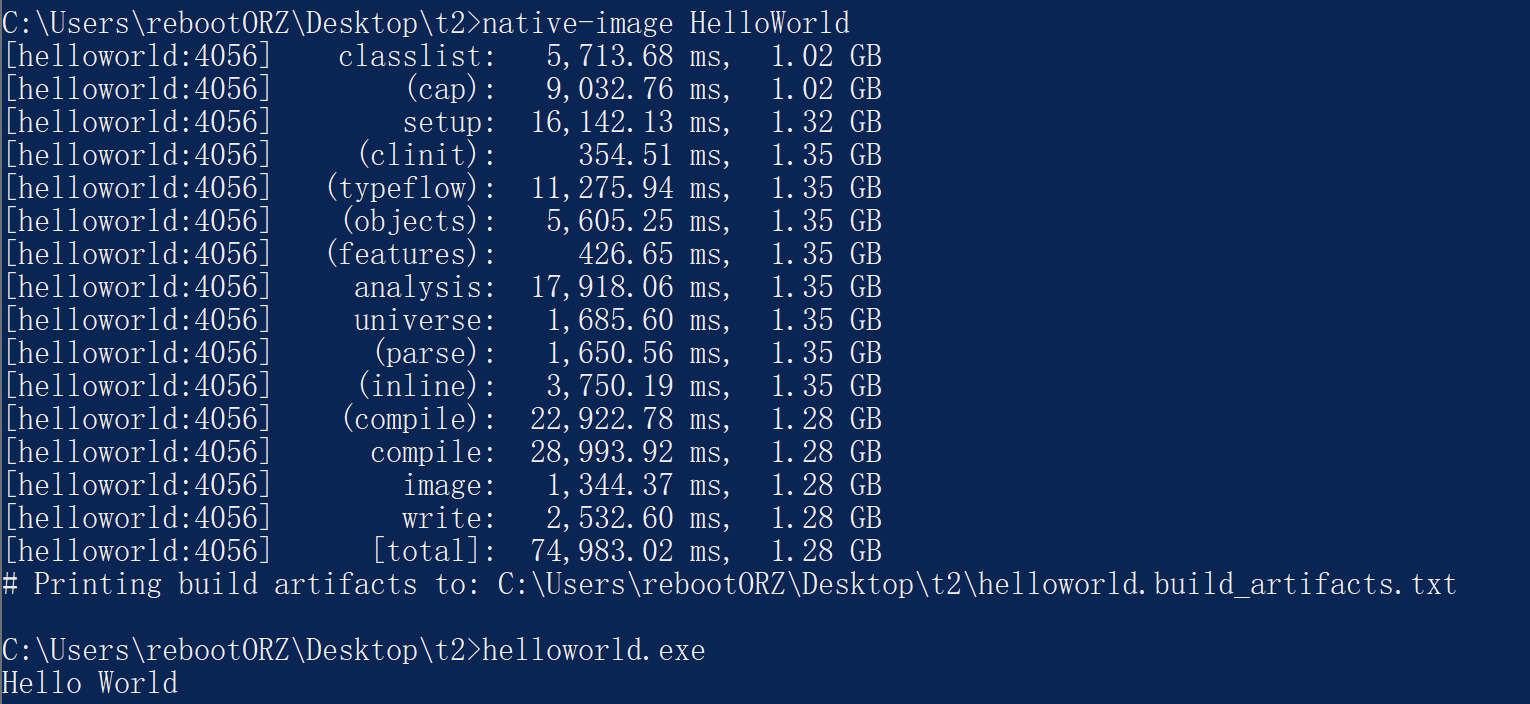 C:\Users\rebootORZ\Desktop\t2>native-image HelloWorld
[helloworld:4056]    classlist:   5,713.68 ms,  1.02 GB
[helloworld:4056]        (cap):   9,032.76 ms,  1.02 GB
[helloworld:4056]        setup:  16,142.13 ms,  1.32 GB
[helloworld:4056]     (clinit):     354.51 ms,  1.35 GB
[helloworld:4056]   (typeflow):  11,275.94 ms,  1.35 GB
[helloworld:4056]    (objects):   5,605.25 ms,  1.35 GB
[helloworld:4056]   (features):     426.65 ms,  1.35 GB
[helloworld:4056]     analysis:  17,918.06 ms,  1.35 GB
[helloworld:4056]     universe:   1,685.60 ms,  1.35 GB
[helloworld:4056]      (parse):   1,650.56 ms,  1.35 GB
[helloworld:4056]     (inline):   3,750.19 ms,  1.35 GB
[helloworld:4056]    (compile):  22,922.78 ms,  1.28 GB
[helloworld:4056]      compile:  28,993.92 ms,  1.28 GB
[helloworld:4056]        image:   1,344.37 ms,  1.28 GB
[helloworld:4056]        write:   2,532.60 ms,  1.28 GB
[helloworld:4056]      [total]:  74,983.02 ms,  1.28 GB
# Printing build artifacts to: C:\Users\rebootORZ\Desktop\t2\helloworld.build_artifacts.txt
C:\Users\rebootORZ\Desktop\t2>helloworld.exe
Hello World